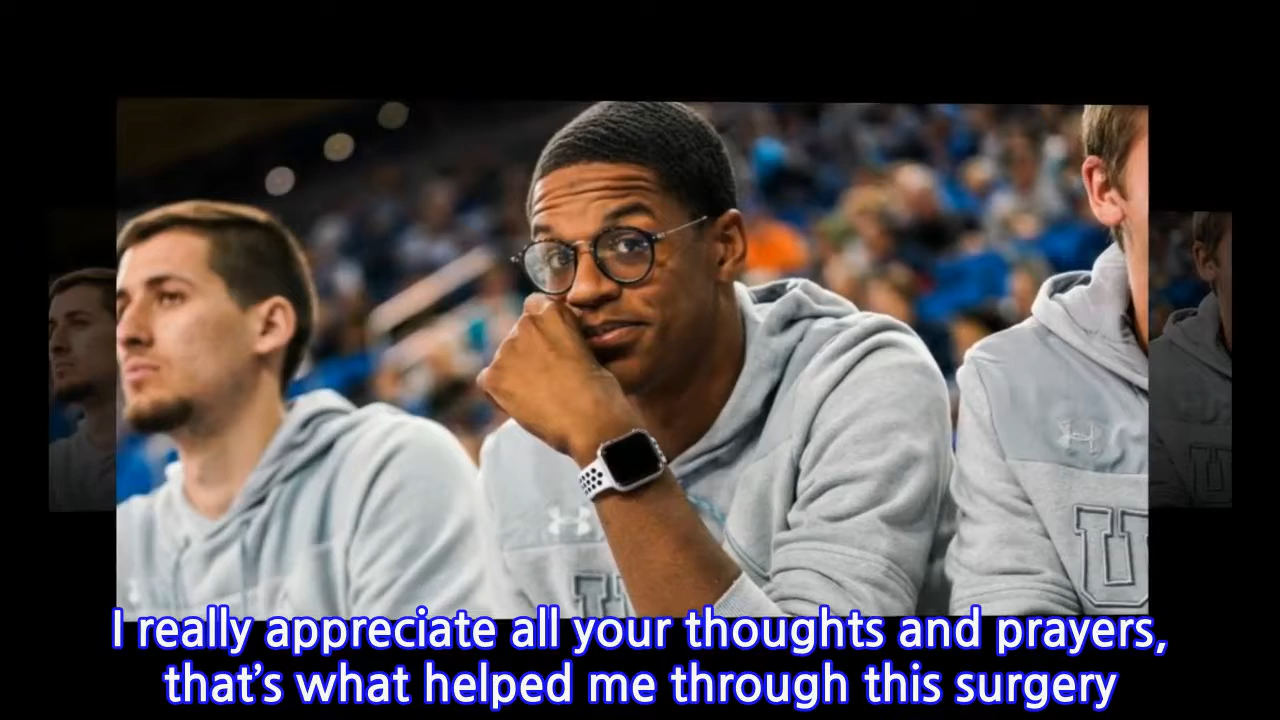 I really appreciate all your thoughts and prayers,
that's what helped me through this surgery
U